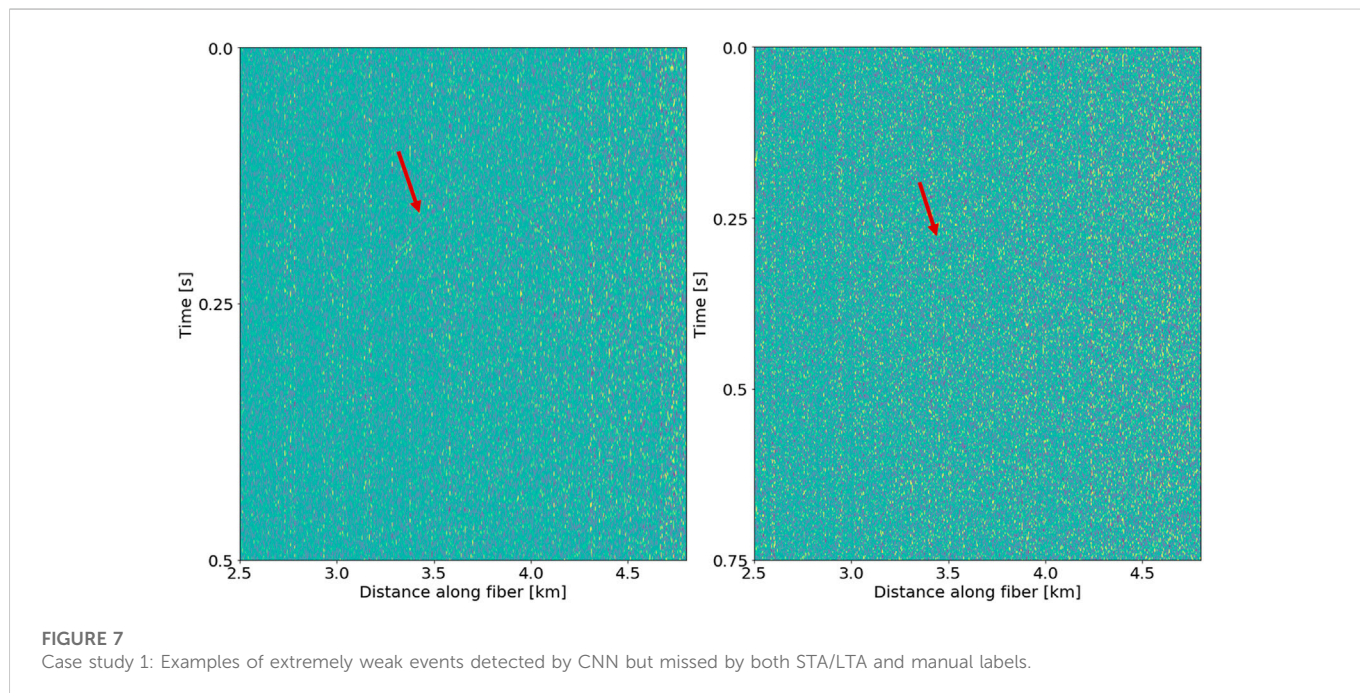 0.0
0.25
0.5
Time [s]
2.5 3.0 3.5 4.0 4.5
Distance along fiber [km]
0.0
0.25
0.5
0.75
Time [s]
2.5 3.0 3.5 4.0 4.5
Distance along fiber [km]
FIGURE 7
Case study 1: Examples of extremely weak events detected by CNN but missed by both STA/LTA and manual labels.